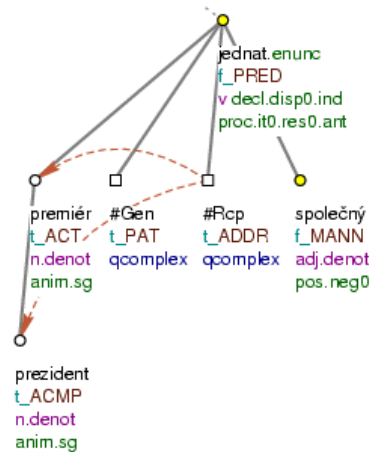 jednat.enunc
f_PRED
v decl.disp0.ind
proc.it0.res0.ant
premiér #Gen #Rcp společný
t_ACT t_PAT t_ADDR f_MANN
n.denot qcomplex qcomplex adj.denot
anim.sg pos.neg0
prezident
t_ACMP
n.denot
anim.sg